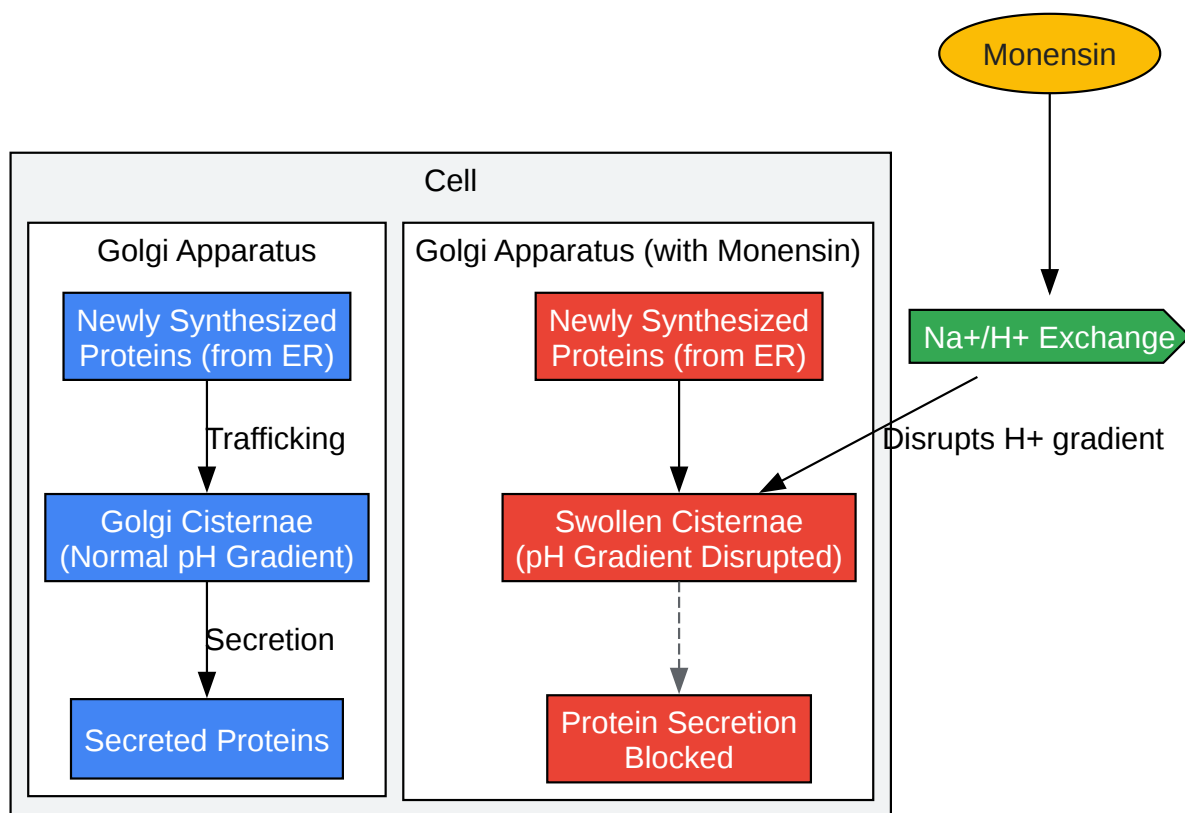 Monensin
Cell
Golgi Apparatus
Newly Synthesized
Proteins (from ER)
Trafficking
Golgi Cisternae
(Normal pH Gradient)
Secretion
Secreted Proteins
Golgi Apparatus (with Monensin)
Newly Synthesized
Proteins (from ER)
Swollen Cisternae
(pH Gradient Disrupted)
Protein Secretion
Blocked
Na+/H+ Exchange
Disrupts H+ gradient